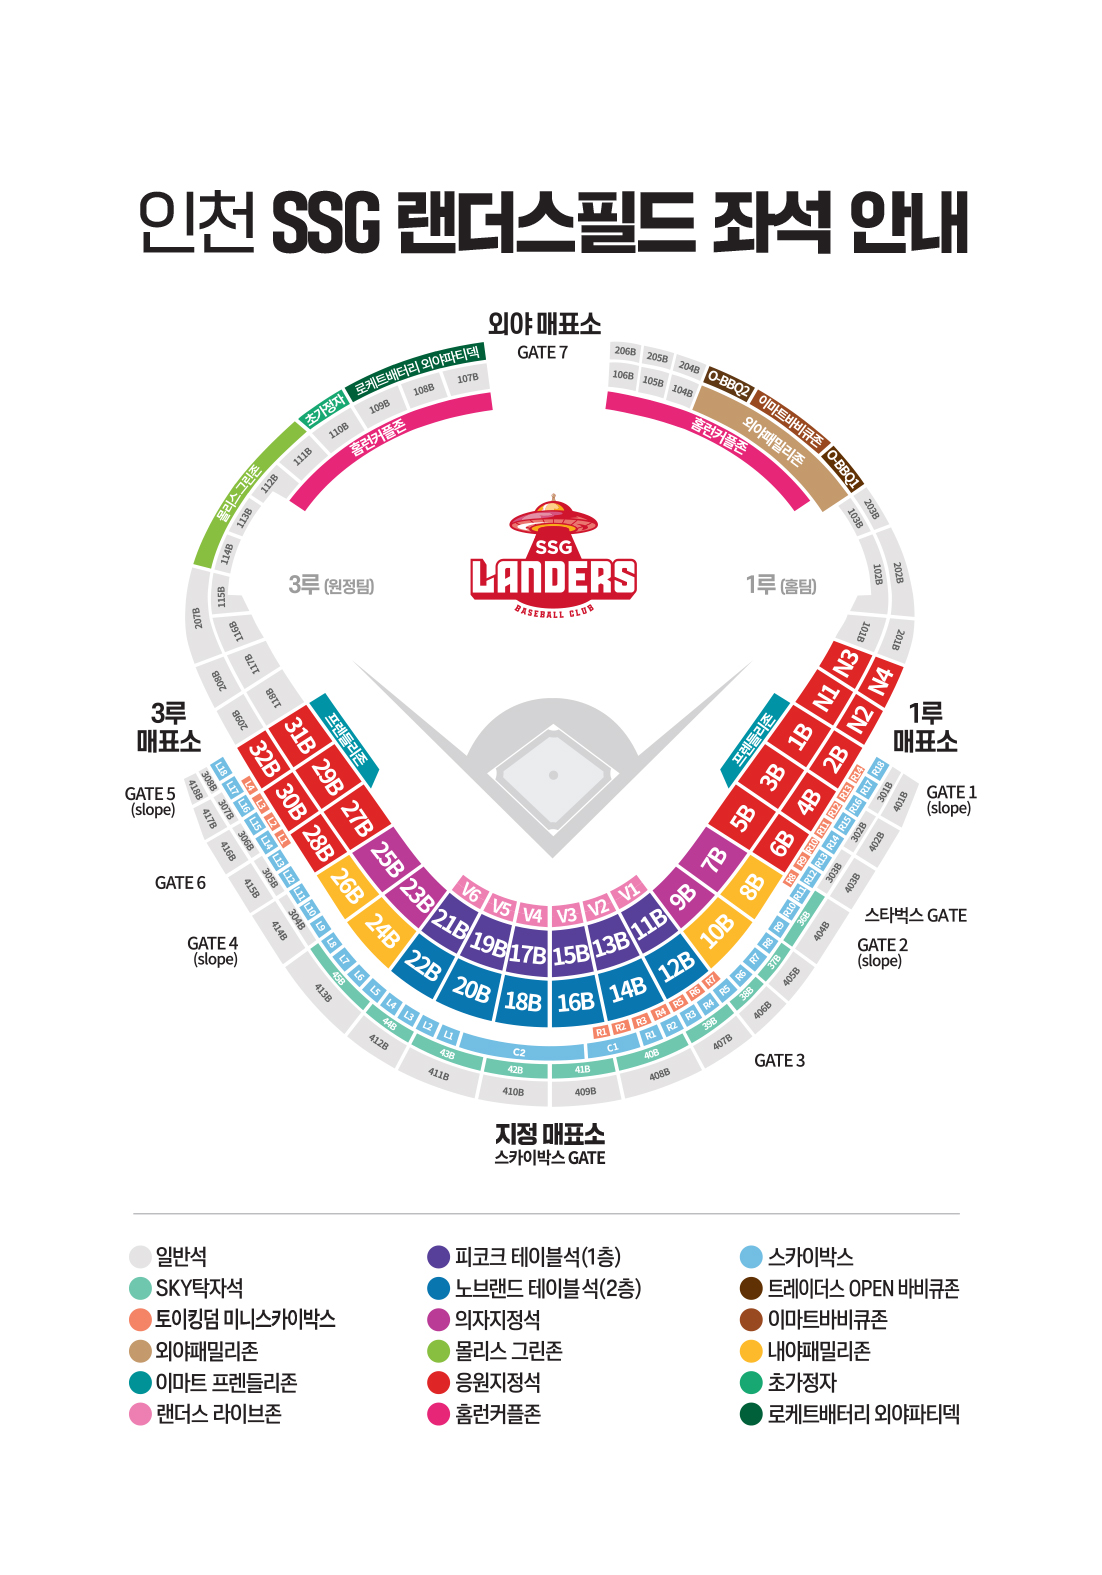 인천 SSG 랜더스필드 좌석 안내
외야 매표소
GATE 7
로케트배터리 외야파티덱
초가정자
몰리스 그린존
홈런커플존
107B
108B
109B
110B
111B
112B
113B
114B
115B
116B
117B
118B
207B
208B
209B
206B
205B
204B
106B
105B
104B
O-BBQ2
이마트바비큐존
O-BBQ1
외야패밀리존
홈런커플존
203B
103B
202B
102B
201B
101B
SSG
LANDERS
BASEBALL CLUB
3루 (원정팀)
1루 (홈팀)
3루
매표소
1루
매표소
프렌들리존
프렌들리존
N3
N4
N1
N2
1B
2B
3B
4B
5B
6B
7B
8B
9B
10B
11B
12B
13B
14B
15B
16B
17B
18B
19B
20B
21B
22B
23B
24B
25B
26B
27B
28B
29B
30B
31B
32B
V6
V5
V4
V3
V2
V1
L4
L3
L2
L1
L18
L17
L16
L15
L14
L13
L12
L11
L10
L9
L8
L7
L6
L5
L4
L3
L2
L1
C2
C1
R1
R2
R3
R4
R5
R6
R7
R8
R9
R10
R11
R12
R13
R14
R15
R16
R17
R18
R1
R2
R3
R4
R5
R6
R7
R8
R9
R10
R11
R12
R13
R14
308B
307B
306B
305B
304B
301B
302B
303B
45B
44B
43B
42B
41B
40B
39B
38B
37B
36B
418B
417B
416B
415B
414B
413B
412B
411B
410B
409B
408B
407B
406B
405B
404B
403B
402B
401B
GATE 5
(slope)
GATE 6
GATE 4
(slope)
GATE 1
(slope)
스타벅스 GATE
GATE 2
(slope)
GATE 3
지정 매표소
스카이박스 GATE
일반석
SKY탁자석
토이킹덤 미니스카이박스
외야패밀리존
이마트 프렌들리존
랜더스 라이브존
피코크 테이블석(1층)
노브랜드 테이블석(2층)
의자지정석
몰리스 그린존
응원지정석
홈런커플존
스카이박스
트레이더스 OPEN 바비큐존
이마트바비큐존
내야패밀리존
초가정자
로케트배터리 외야파티덱